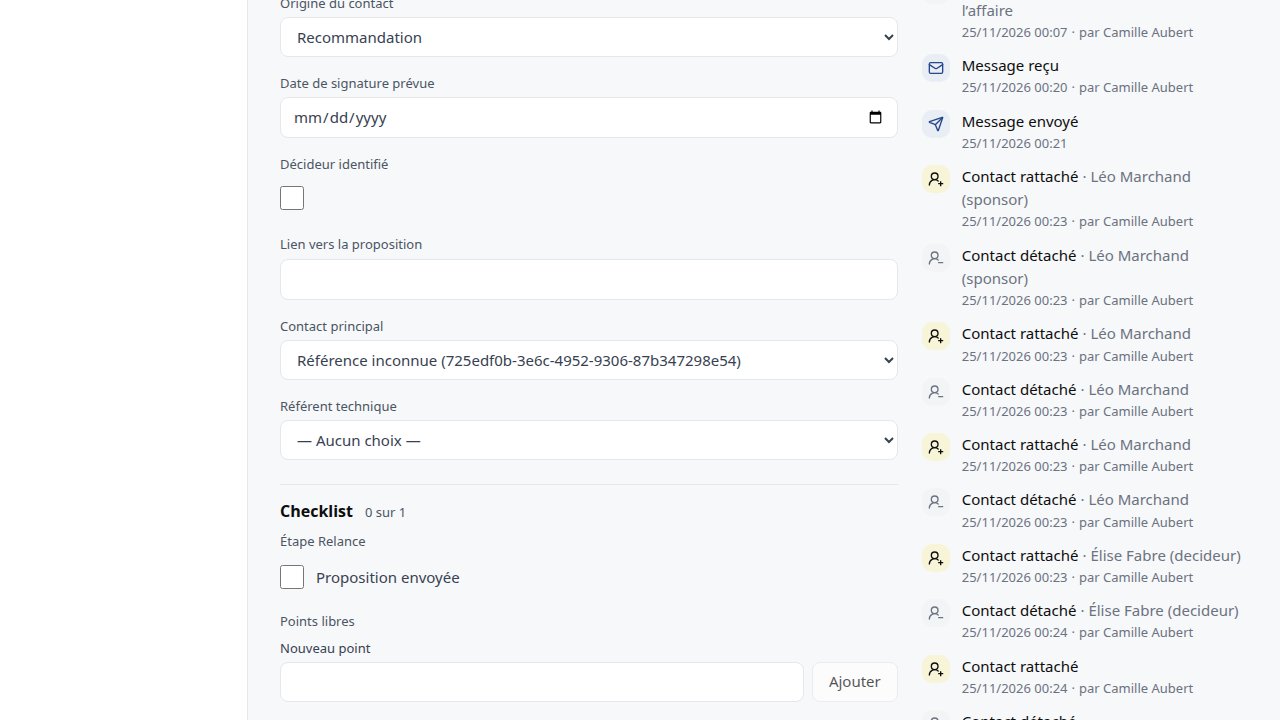 Origine du contact
Recommandation
Date de signature prévue
mm/dd/yyyy
Décideur identifié
Lien vers la proposition
Contact principal
Référence inconnue (725edf0b-3e6c-4952-9306-87b347298e54)
Référent technique
— Aucun choix —
Checklist 0 sur 1
Étape Relance
Proposition envoyée
Points libres
Nouveau point
Ajouter
l’affaire
25/11/2026 00:07 · par Camille Aubert
Message reçu
25/11/2026 00:20 · par Camille Aubert
Message envoyé
25/11/2026 00:21
Contact rattaché · Léo Marchand
(sponsor)
25/11/2026 00:23 · par Camille Aubert
Contact détaché · Léo Marchand
(sponsor)
25/11/2026 00:23 · par Camille Aubert
Contact rattaché · Léo Marchand
25/11/2026 00:23 · par Camille Aubert
Contact détaché · Léo Marchand
25/11/2026 00:23 · par Camille Aubert
Contact rattaché · Léo Marchand
25/11/2026 00:23 · par Camille Aubert
Contact détaché · Léo Marchand
25/11/2026 00:23 · par Camille Aubert
Contact rattaché · Élise Fabre (decideur)
25/11/2026 00:23 · par Camille Aubert
Contact détaché · Élise Fabre (decideur)
25/11/2026 00:24 · par Camille Aubert
Contact rattaché
25/11/2026 00:24 · par Camille Aubert
Contact détaché